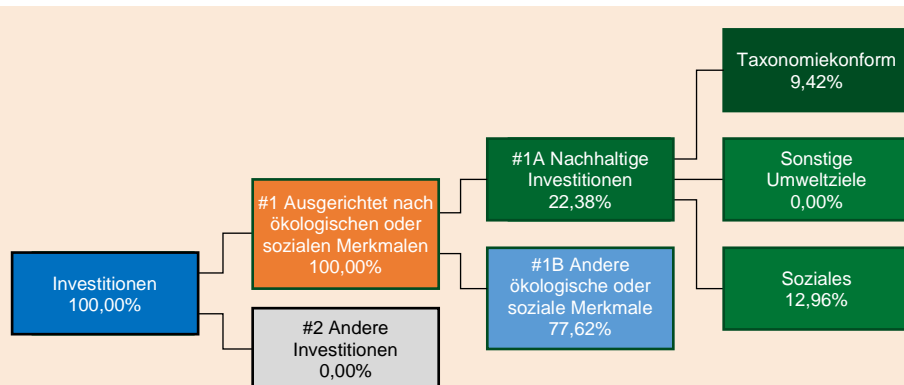 Investitionen
100,00%
#1 Ausgerichtet nach
ökologischen oder
sozialen Merkmalen
100,00%
#2 Andere
Investitionen
0,00%
#1A Nachhaltige
Investitionen
22,38%
#1B Andere
ökologische oder
soziale Merkmale
77,62%
Taxonomiekonform
9,42%
Sonstige
Umweltziele
0,00%
Soziales
12,96%